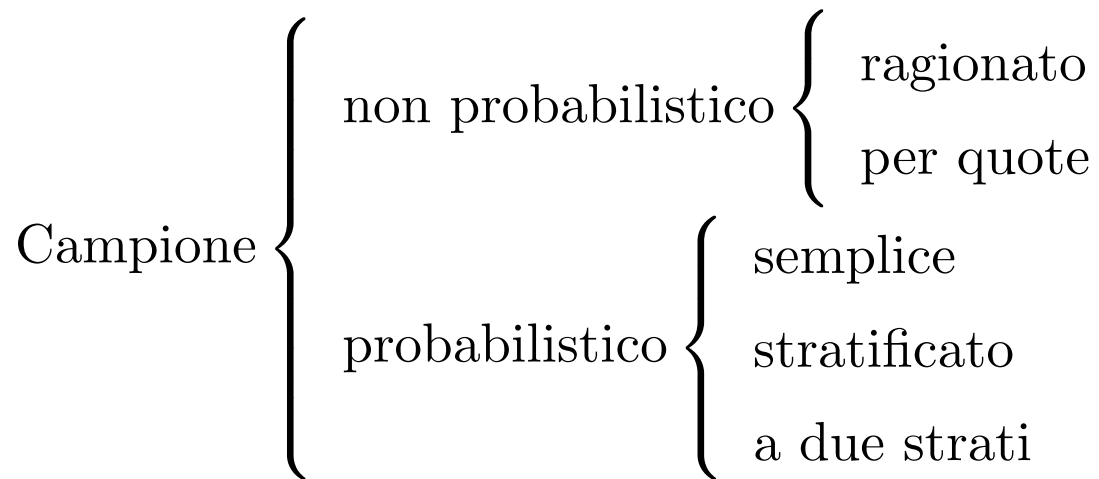 Campione
non probabilistico
ragionato
per quote
probabilistico
semplice
stratificato
a due strati